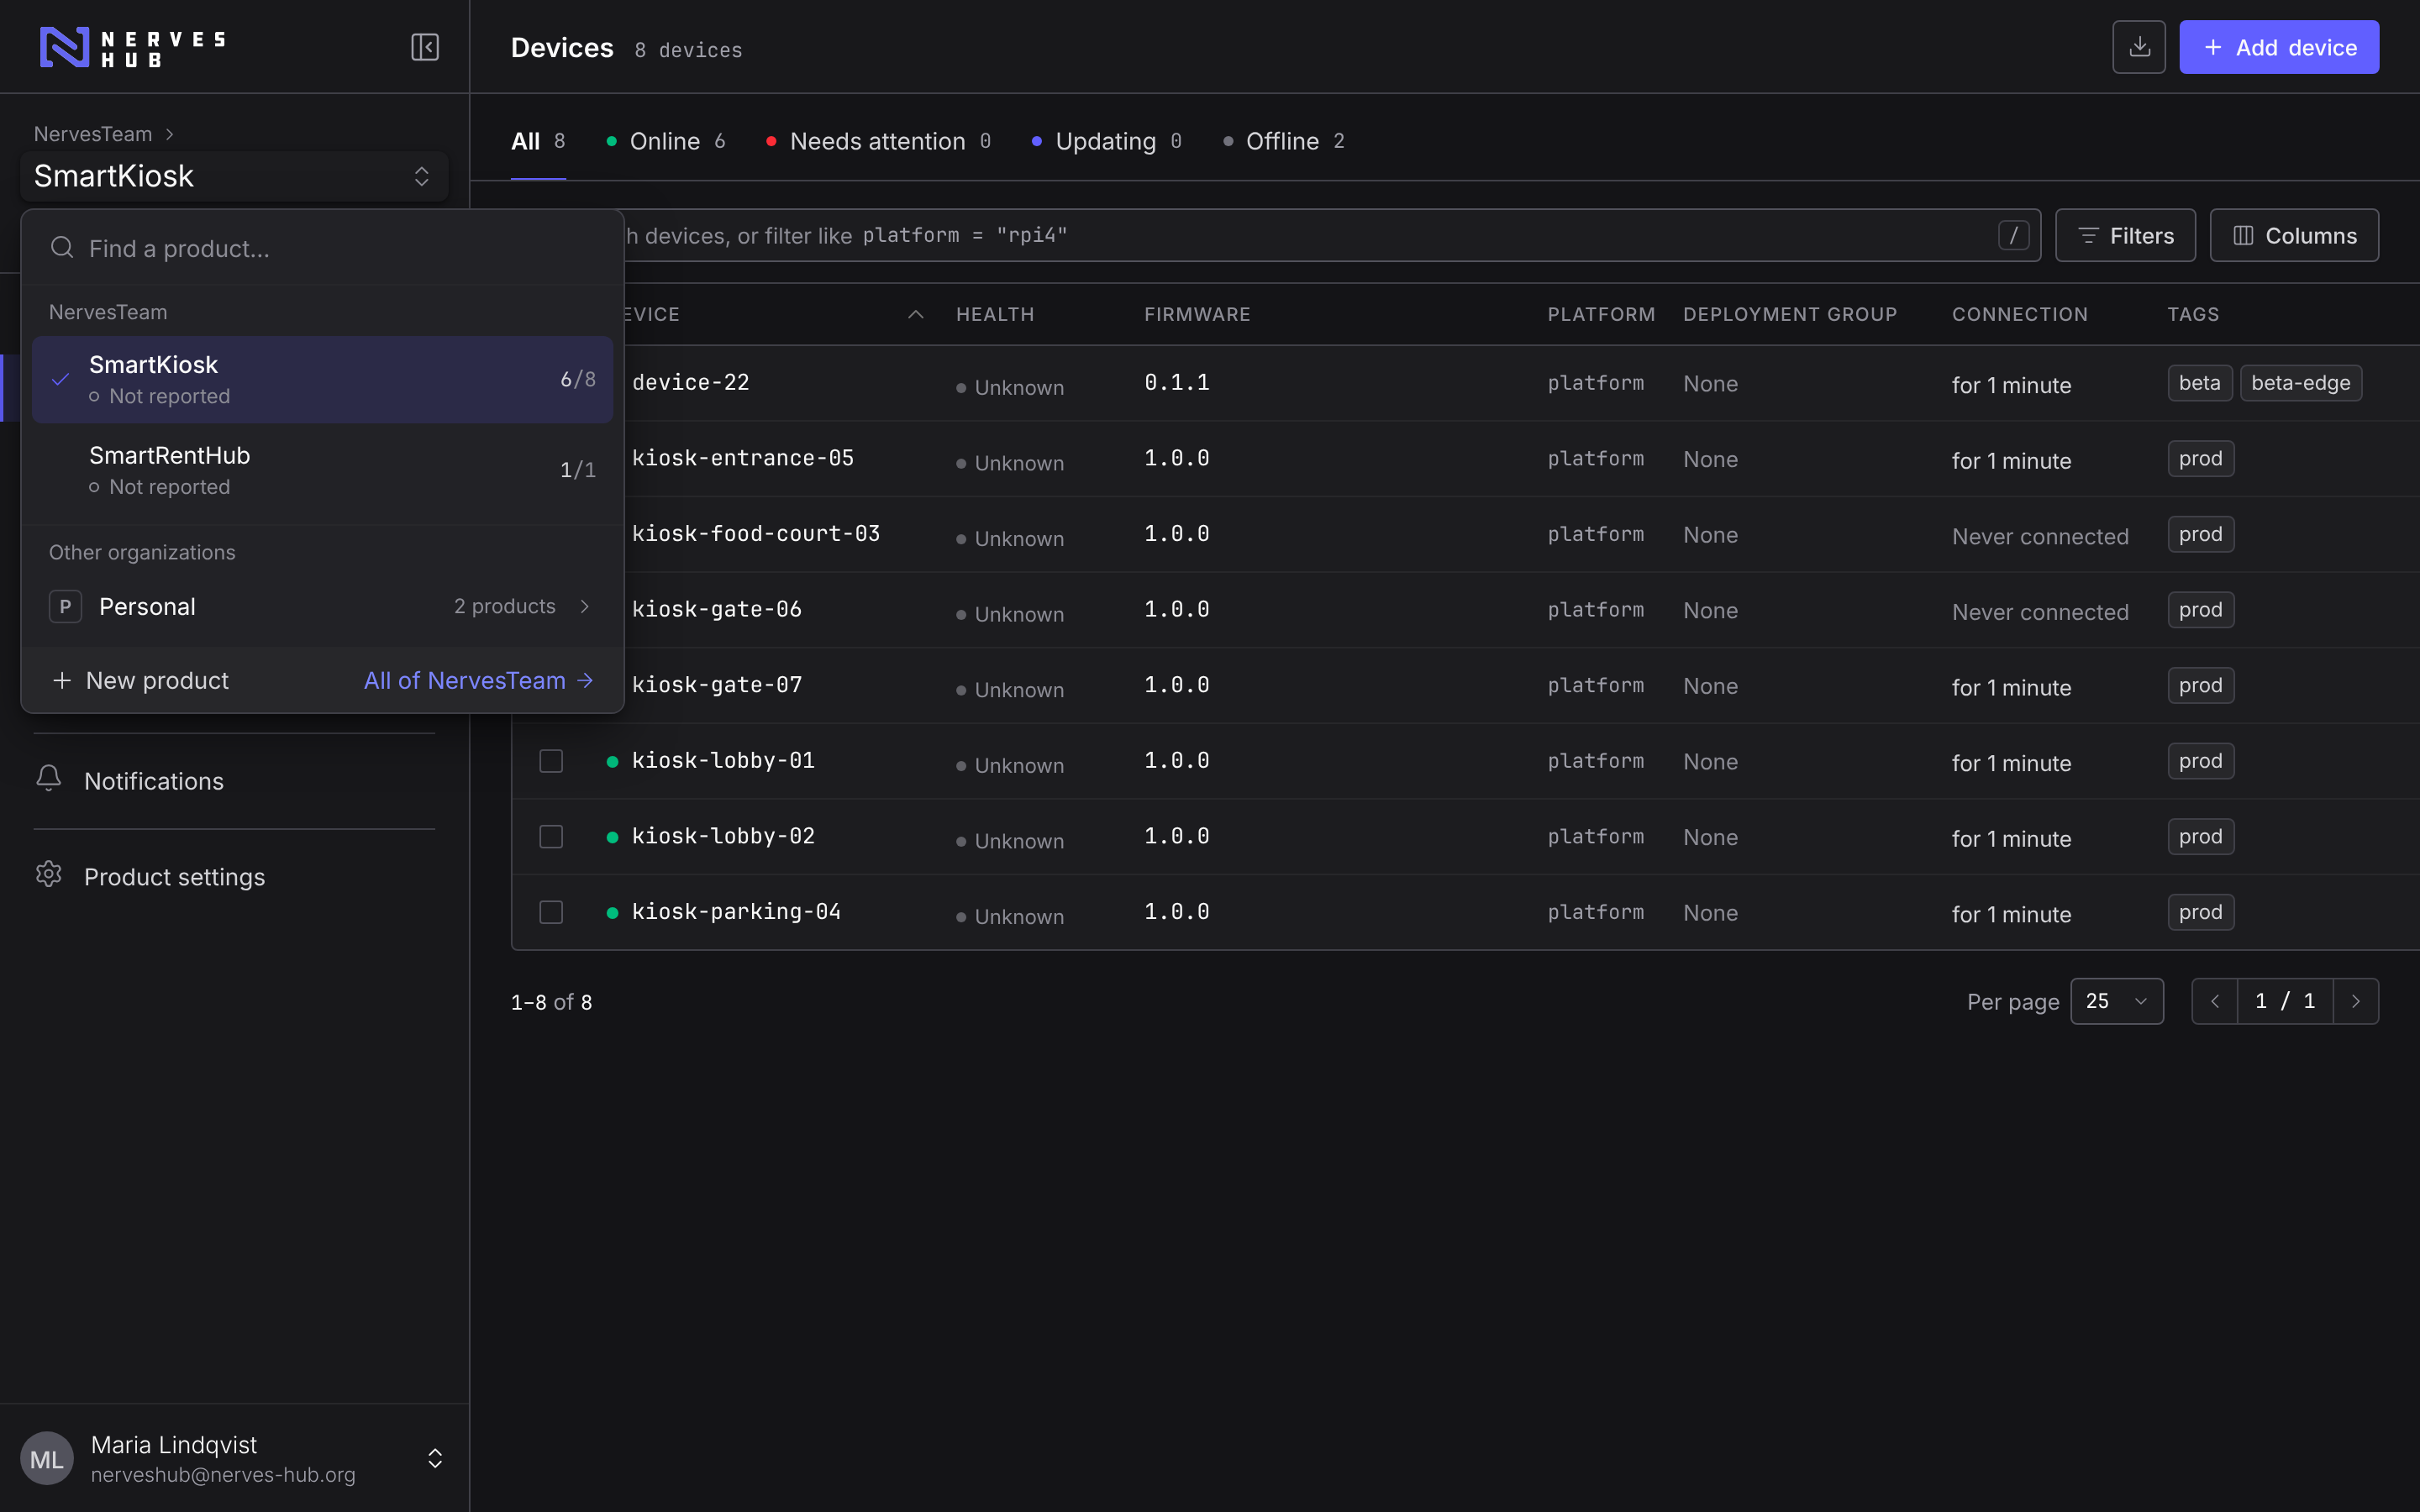 NERVES
HUB
Devices 8 devices
Add device
NervesTeam
SmartKiosk
All 8 Online 6 Needs attention 0 Updating 0 Offline 2
h devices, or filter like platform = "rpi4" /
Filters
Columns
Find a product...
NervesTeam
SmartKiosk
Not reported
6/8
SmartRentHub
Not reported
1/1
Other organizations
P Personal 2 products
New product All of NervesTeam →
EVICE HEALTH FIRMWARE PLATFORM DEPLOYMENT GROUP CONNECTION TAGS
device-22 Unknown 0.1.1 platform None for 1 minute beta beta-edge
kiosk-entrance-05 Unknown 1.0.0 platform None for 1 minute prod
kiosk-food-court-03 Unknown 1.0.0 platform None Never connected prod
kiosk-gate-06 Unknown 1.0.0 platform None Never connected prod
kiosk-gate-07 Unknown 1.0.0 platform None for 1 minute prod
kiosk-lobby-01 Unknown 1.0.0 platform None for 1 minute prod
kiosk-lobby-02 Unknown 1.0.0 platform None for 1 minute prod
kiosk-parking-04 Unknown 1.0.0 platform None for 1 minute prod
1–8 of 8
Per page 25 1 / 1
Notifications
Product settings
ML
Maria Lindqvist
nerveshub@nerves-hub.org